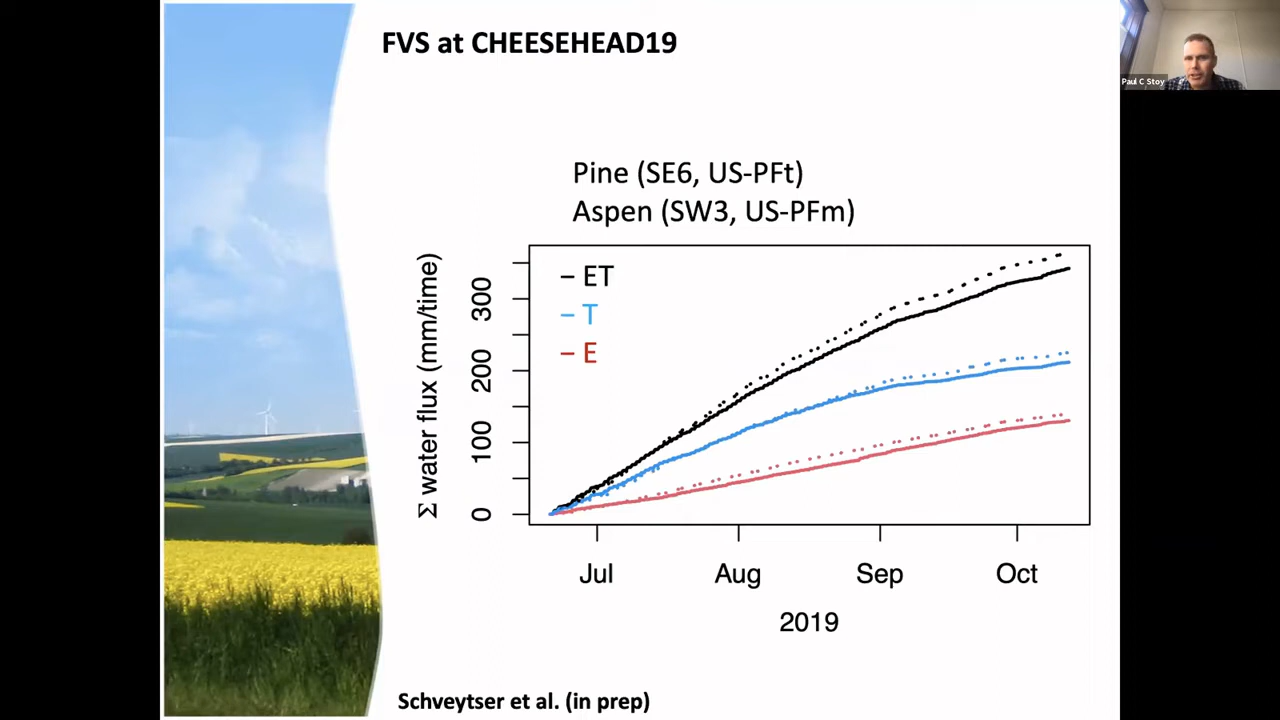 FVS at CHEESEHEAD19
Paul C Stoy
Pine (SE6, US-PFt)
Aspen (SW3, US-PFm)
Σ water flux (mm/time)
300
200
100
0
– ET
– T
– E
Jul Aug Sep Oct
2019
Schveytser et al. (in prep)